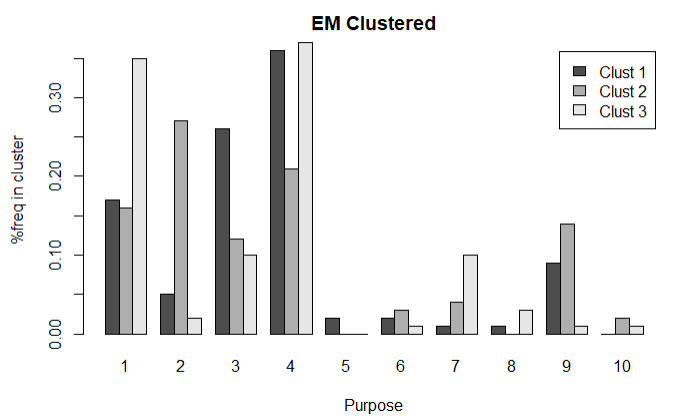 EM Clustered
Clust 1
Clust 2
Clust 3
%freq in cluster
0.30
0.20
0.10
0.00
1 2 3 4 5 6 7 8 9 10
Purpose